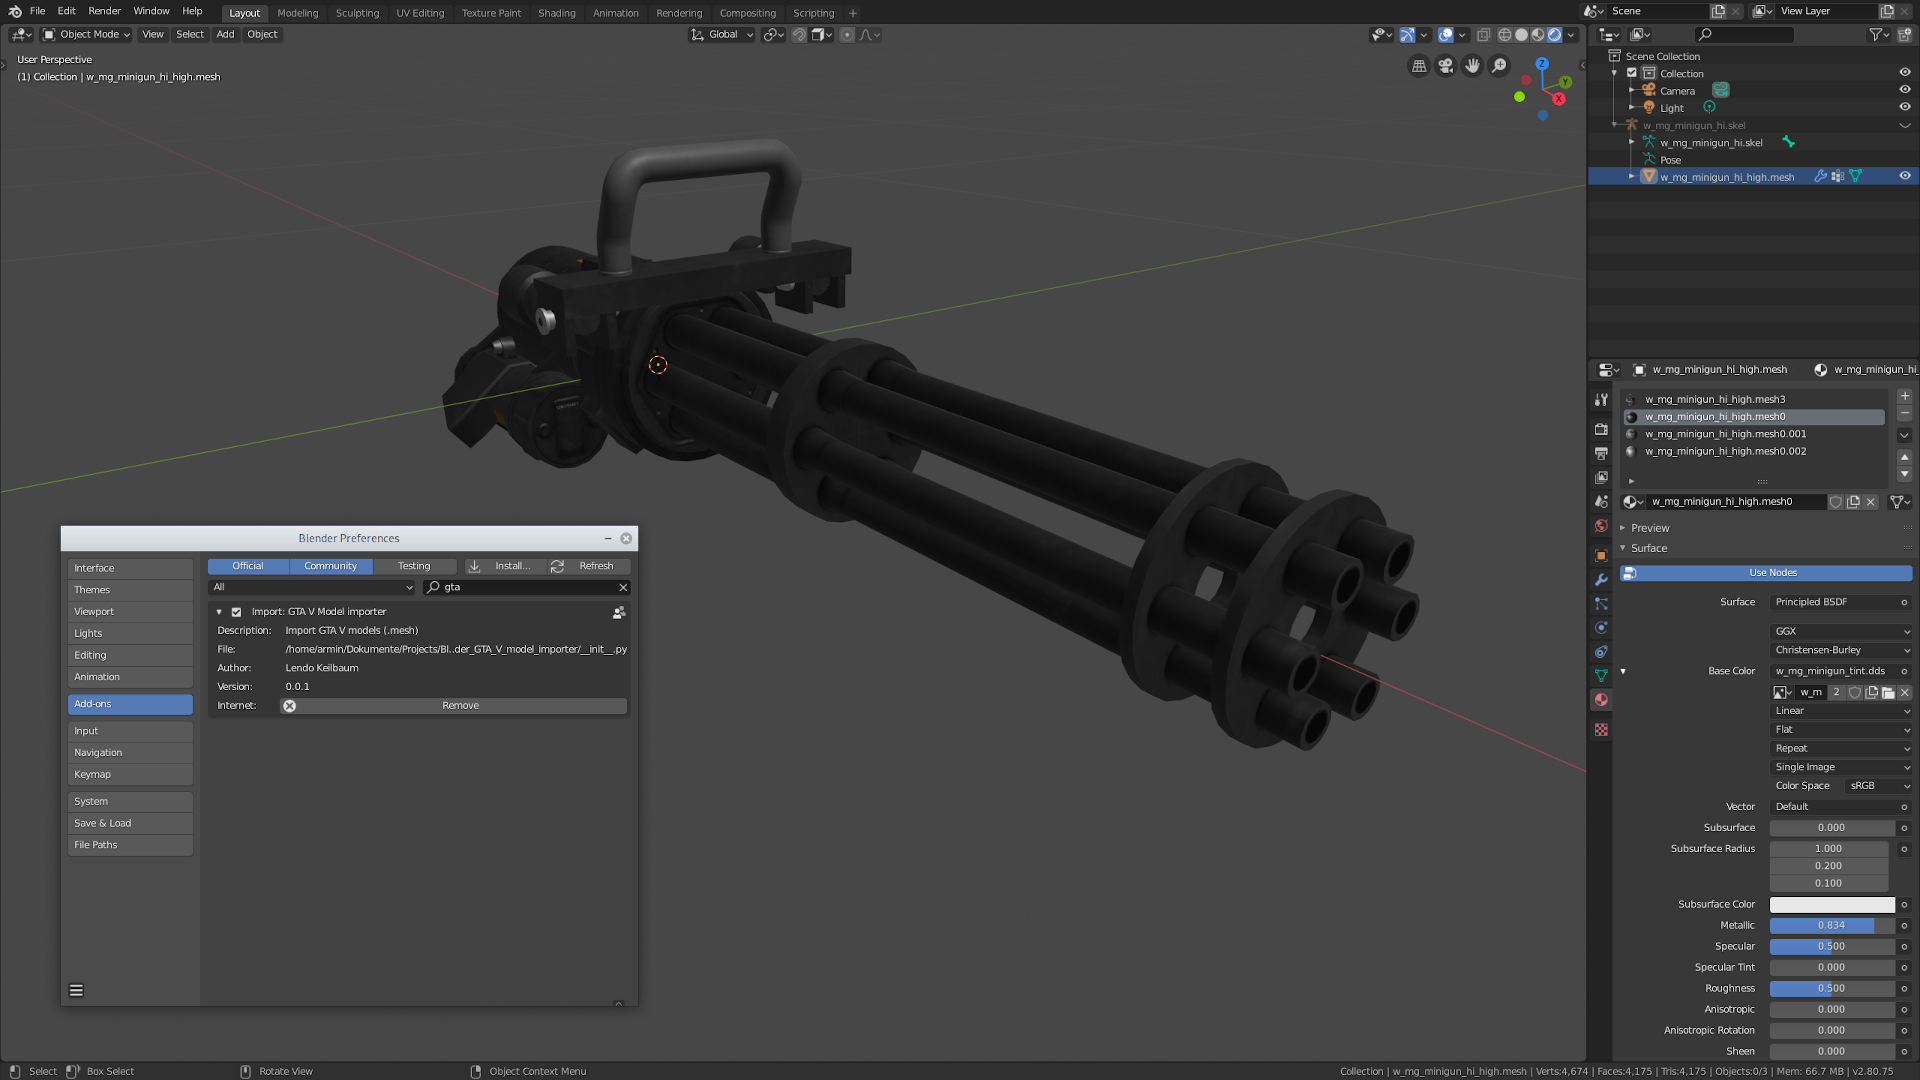 File Edit Render Window Help Layout Modeling Sculpting UV Editing Texture Paint Shading Animation Rendering Compositing Scripting + Scene View Layer
Object Mode View Select Add Object Global
User Perspective
(1) Collection | w_mg_minigun_hi_high.mesh
Z
Y
X
Scene Collection
Collection
Camera
Light
w_mg_minigun_hi.skel
w_mg_minigun_hi.skel
Pose
w_mg_minigun_hi_high.mesh
w_mg_minigun_hi_high.mesh w_mg_minigun_hi_
w_mg_minigun_hi_high.mesh3
w_mg_minigun_hi_high.mesh0
w_mg_minigun_hi_high.mesh0.001
w_mg_minigun_hi_high.mesh0.002
w_mg_minigun_hi_high.mesh0
Preview
Surface
Use Nodes
Surface Principled BSDF
GGX
Christensen-Burley
Base Color w_mg_minigun_tint.dds
w_m 2
Linear
Flat
Repeat
Single Image
Color Space sRGB
Vector Default
Subsurface 0.000
Subsurface Radius 1.000
0.200
0.100
Subsurface Color
Metallic 0.834
Specular 0.500
Specular Tint 0.000
Roughness 0.500
Anisotropic 0.000
Anisotropic Rotation 0.000
Sheen 0.000
Blender Preferences
Interface
Themes
Viewport
Lights
Editing
Animation
Add-ons
Input
Navigation
Keymap
System
Save & Load
File Paths
Official Community Testing Install... Refresh
All gta
Import: GTA V Model importer
Description: Import GTA V models (.mesh)
File: /home/armin/Dokumente/Projects/Bl..der_GTA_V_model_importer/__init__.py
Author: Lendo Keilbaum
Version: 0.0.1
Internet: Remove
Select Box Select Rotate View Object Context Menu Collection | w_mg_minigun_hi_high.mesh | Verts:4,674 | Faces:4,175 | Tris:4,175 | Objects:0/3 | Mem: 66.7 MB | v2.80.75